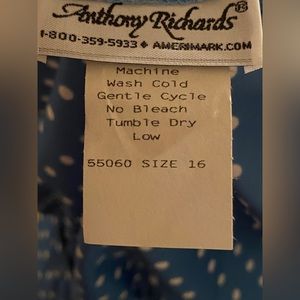 Anthony Richards®
1-800-359-5933 ♦ AMERIMARK.COM
Machine
Wash Cold
Gentle Cycle
No Bleach
Tumble Dry
Low
55060 SIZE 16